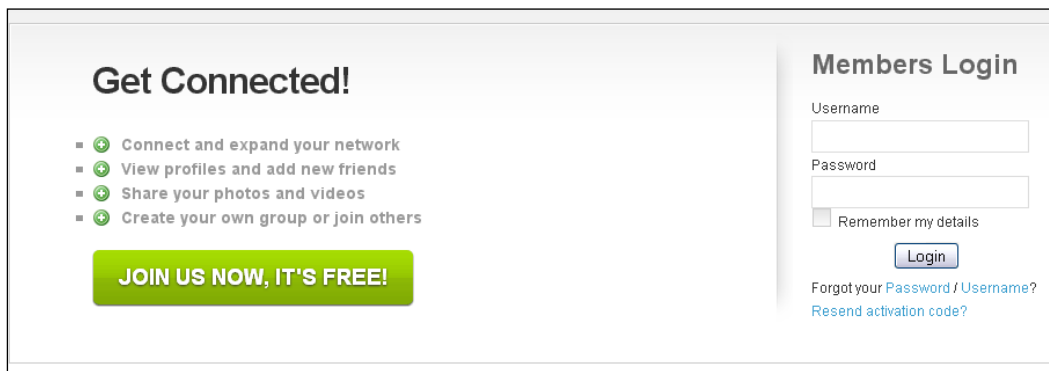 Get Connected!
Connect and expand your network
View profiles and add new friends
Share your photos and videos
Create your own group or join others
JOIN US NOW, IT'S FREE!
Members Login
Username
Password
Remember my details
Login
Forgot your Password / Username?
Resend activation code?